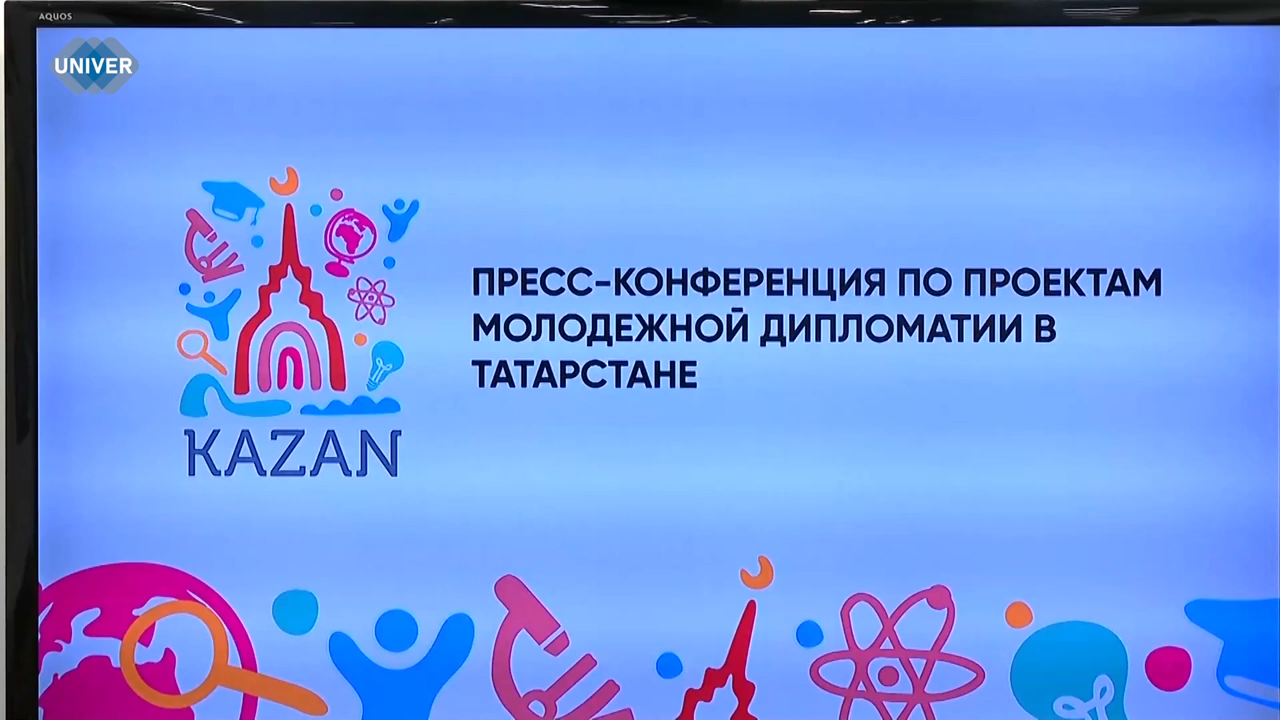 AQUOS
UNIVER
ПРЕСС-КОНФЕРЕНЦИЯ ПО ПРОЕКТАМ
МОЛОДЕЖНОЙ ДИПЛОМАТИИ В
ТАТАРСТАНЕ
KAZAN